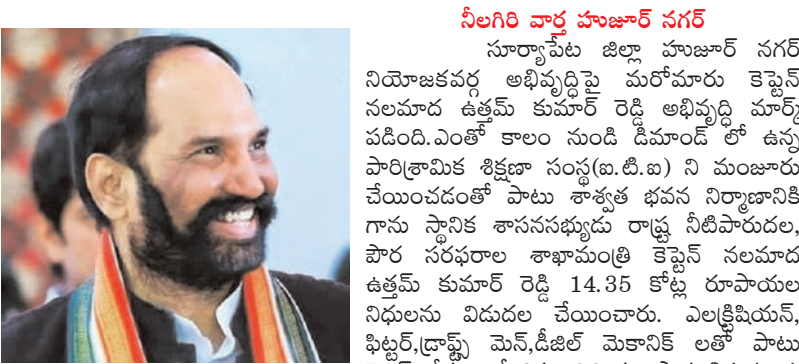 నీలగిరి వార్త హుజూర్ నగర్
సూర్యాపేట జిల్లా హుజూర్ నగర్
నియోజకవర్గ అభివృద్ధిపై మరోమారు కెప్టెన్
నలమాద ఉత్తమ్ కుమార్ రెడ్డి అభివృద్ధి మార్క్
పడింది.ఎంతో కాలం నుండి డిమాండ్ లో ఉన్న
పారిశ్రామిక శిక్షణా సంస్థ(ఐ.టి.ఐ) ని మంజూరు
చేయించడంతో పాటు శాశ్వత భవన నిర్మాణానికి
గాను స్థానిక శాసనసభ్యుడు రాష్ట్ర నీటిపారుదల,
పౌర సరఫరాల శాఖామంత్రి కెప్టెన్ నలమాద
ఉత్తమ్ కుమార్ రెడ్డి 14.35 కోట్ల రూపాయల
నిధులను విడుదల చేయించారు. ఎలక్ట్రిషియన్,
ఫిట్టర్,డ్రాఫ్ట్స్ మెన్,డీజిల్ మెకానిక్ లతో పాటు